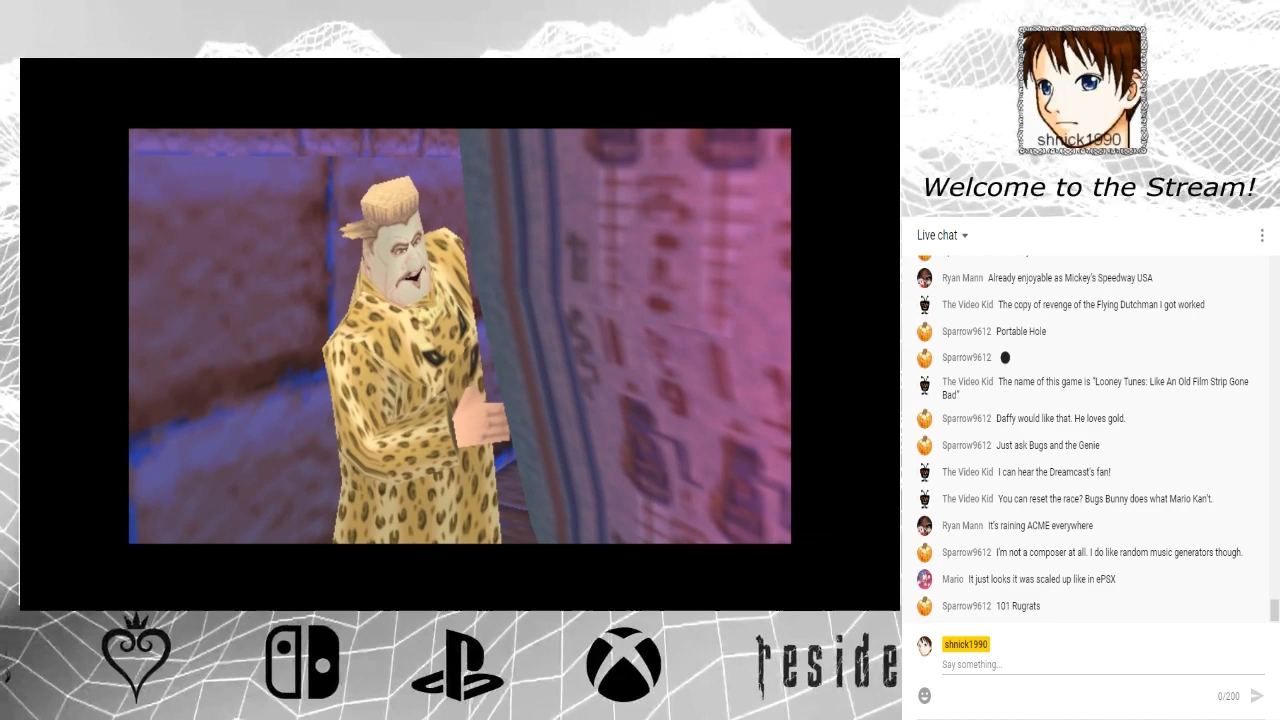 shnick1990
Welcome to the Stream!
Live chat
Ryan Mann Already enjoyable as Mickey's Speedway USA
The Video Kid The copy of revenge of the Flying Dutchman I got worked
Sparrow9612 Portable Hole
Sparrow9612
The Video Kid The name of this game is "Looney Tunes: Like An Old Film Strip Gone
Bad"
Sparrow9612 Daffy would like that. He loves gold.
Sparrow9612 Just ask Bugs and the Genie
The Video Kid I can hear the Dreamcast's fan!
The Video Kid You can reset the race? Bugs Bunny does what Mario Kan't.
Ryan Mann It's raining ACME everywhere
Sparrow9612 I'm not a composer at all. I do like random music generators though.
Mario It just looks it was scaled up like in ePSX
Sparrow9612 101 Rugrats
shnick1990
Say something...
0/200
reside